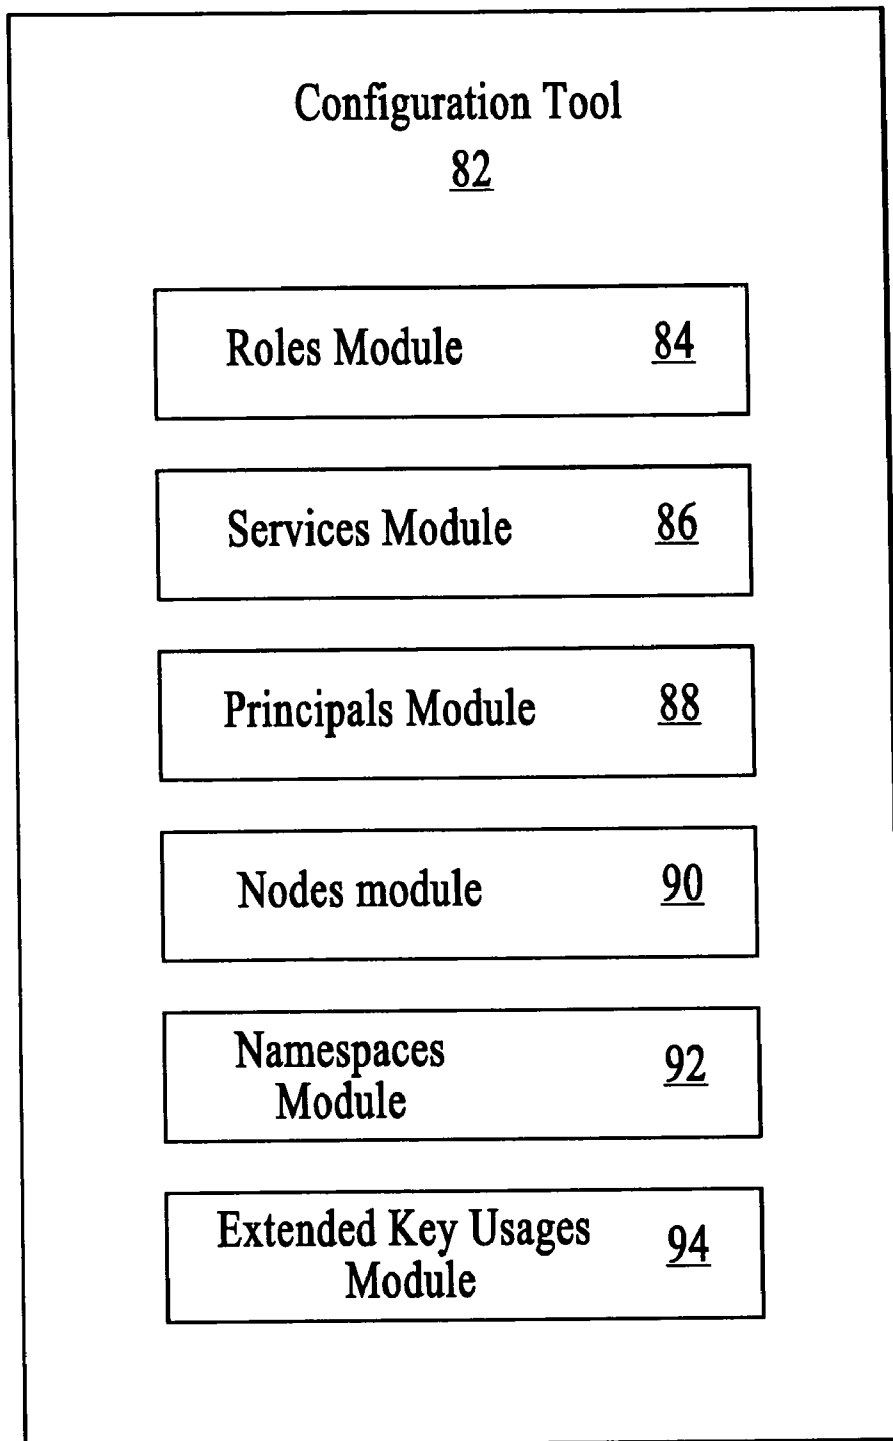 Configuration Tool
82
Roles Module 84
Services Module 86
Principals Module 88
Nodes module 90
Namespaces
Module 92
Extended Key Usages
Module 94